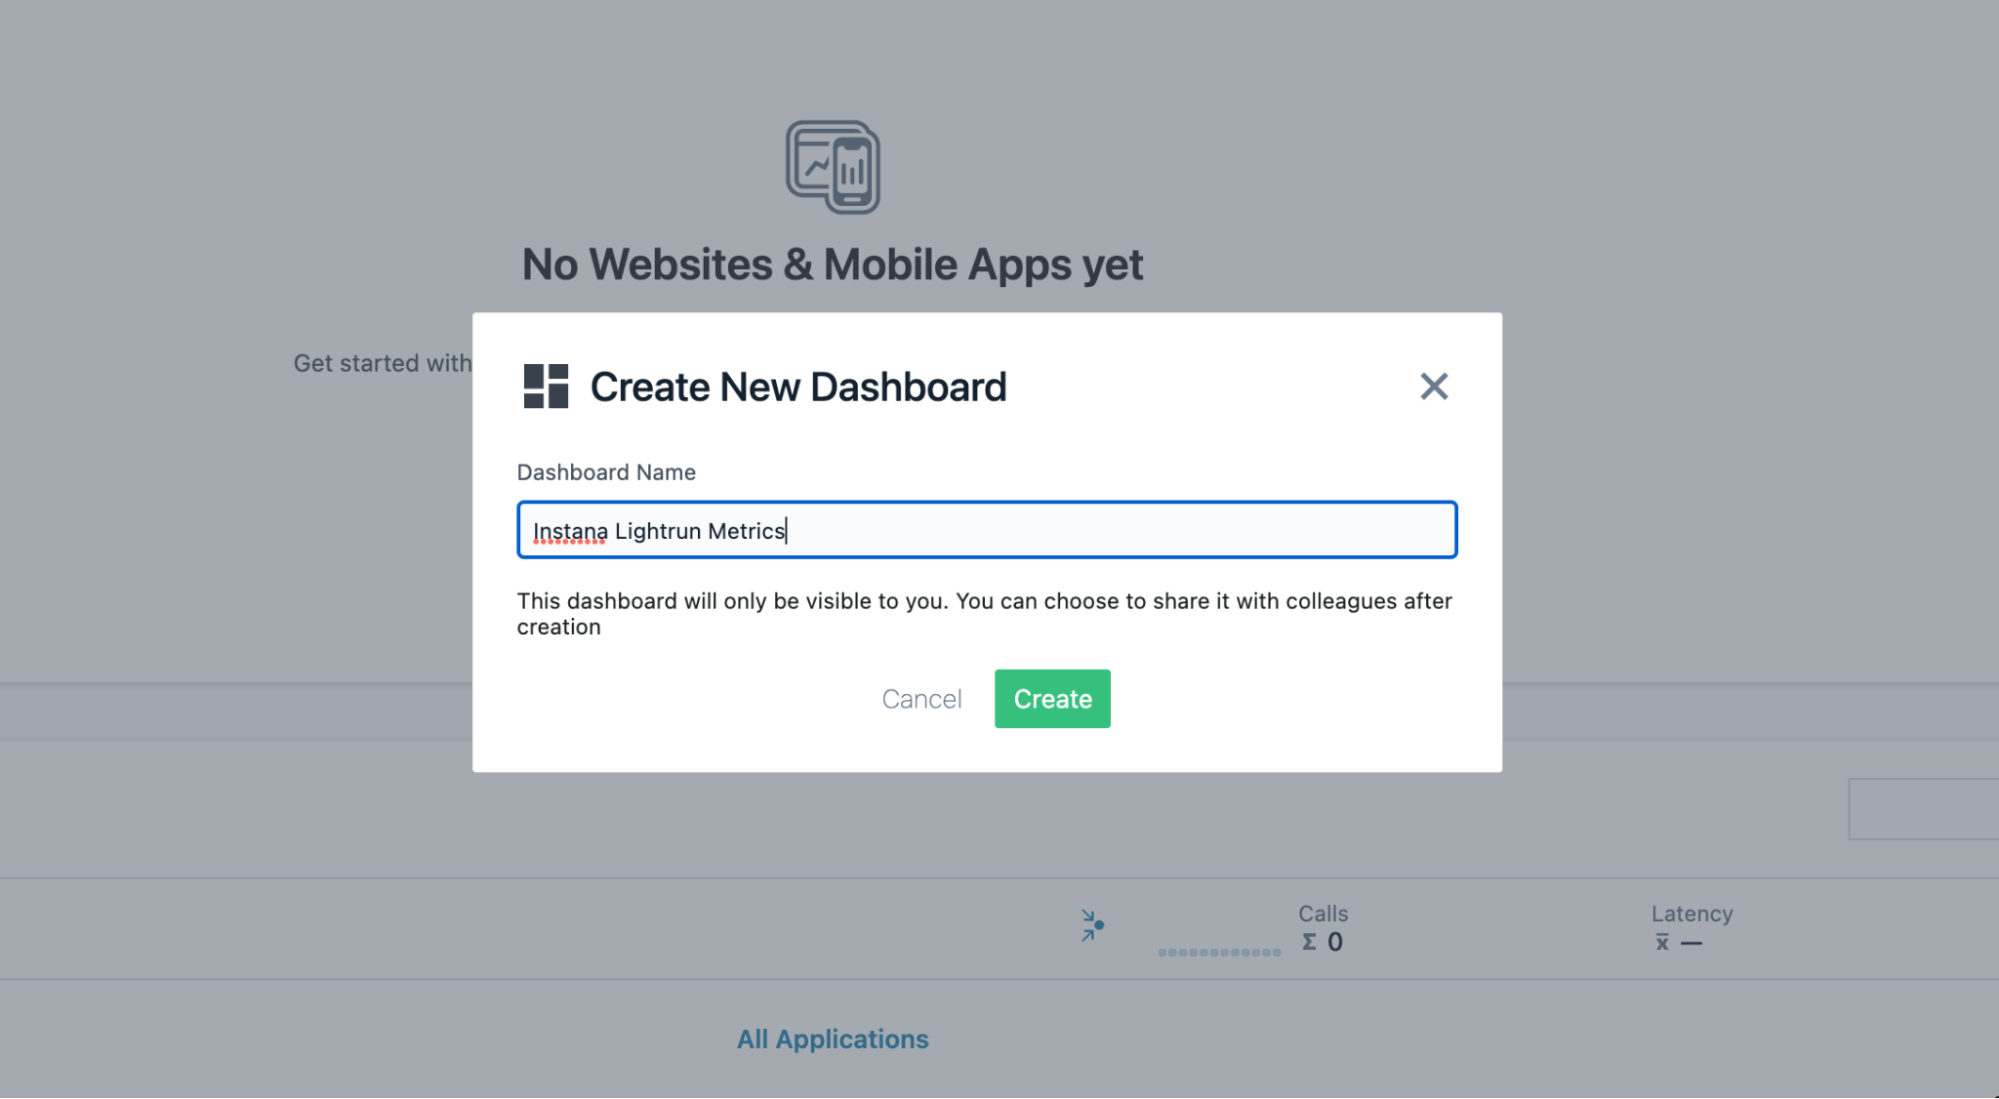 No Websites & Mobile Apps yet
Get started with
Create New Dashboard
Dashboard Name
Instana Lightrun Metrics
This dashboard will only be visible to you. You can choose to share it with colleagues after
creation
Cancel
Create
Calls
Σ 0
Latency
x̅ —
All Applications